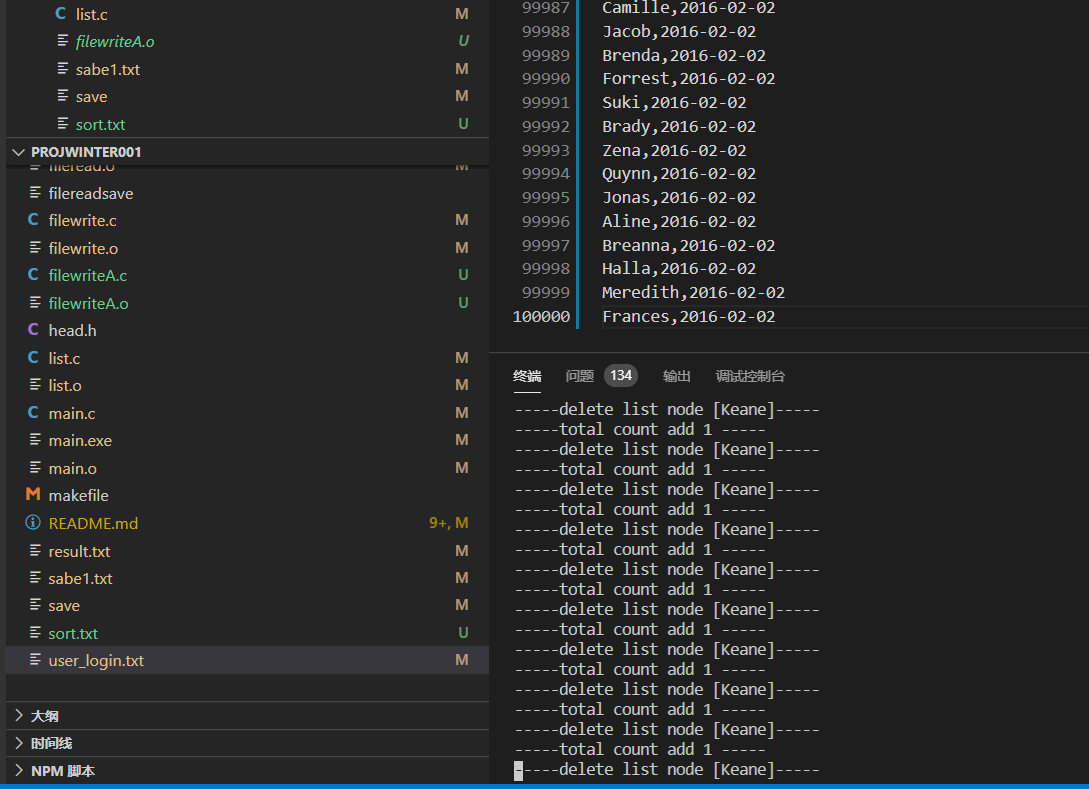 list.c M
filewriteA.o U
sabe1.txt M
save M
sort.txt U
PROJWINTER001
fileread.o M
filereadsave
filewrite.c M
filewrite.o M
filewriteA.c U
filewriteA.o U
head.h
list.c M
list.o M
main.c M
main.exe M
main.o M
makefile
README.md 9+, M
result.txt M
sabe1.txt M
save M
sort.txt U
user_login.txt M
大纲
时间线
NPM 脚本
99987 Camille,2016-02-02
99988 Jacob,2016-02-02
99989 Brenda,2016-02-02
99990 Forrest,2016-02-02
99991 Suki,2016-02-02
99992 Brady,2016-02-02
99993 Zena,2016-02-02
99994 Quynn,2016-02-02
99995 Jonas,2016-02-02
99996 Aline,2016-02-02
99997 Breanna,2016-02-02
99998 Halla,2016-02-02
99999 Meredith,2016-02-02
100000 Frances,2016-02-02
终端 问题 134 输出 调试控制台
-----delete list node [Keane]-----
-----total count add 1 -----
-----delete list node [Keane]-----
-----total count add 1 -----
-----delete list node [Keane]-----
-----total count add 1 -----
-----delete list node [Keane]-----
-----total count add 1 -----
-----delete list node [Keane]-----
-----total count add 1 -----
-----delete list node [Keane]-----
-----total count add 1 -----
-----delete list node [Keane]-----
-----total count add 1 -----
-----delete list node [Keane]-----
-----total count add 1 -----
-----delete list node [Keane]-----
-----total count add 1 -----
-----delete list node [Keane]-----